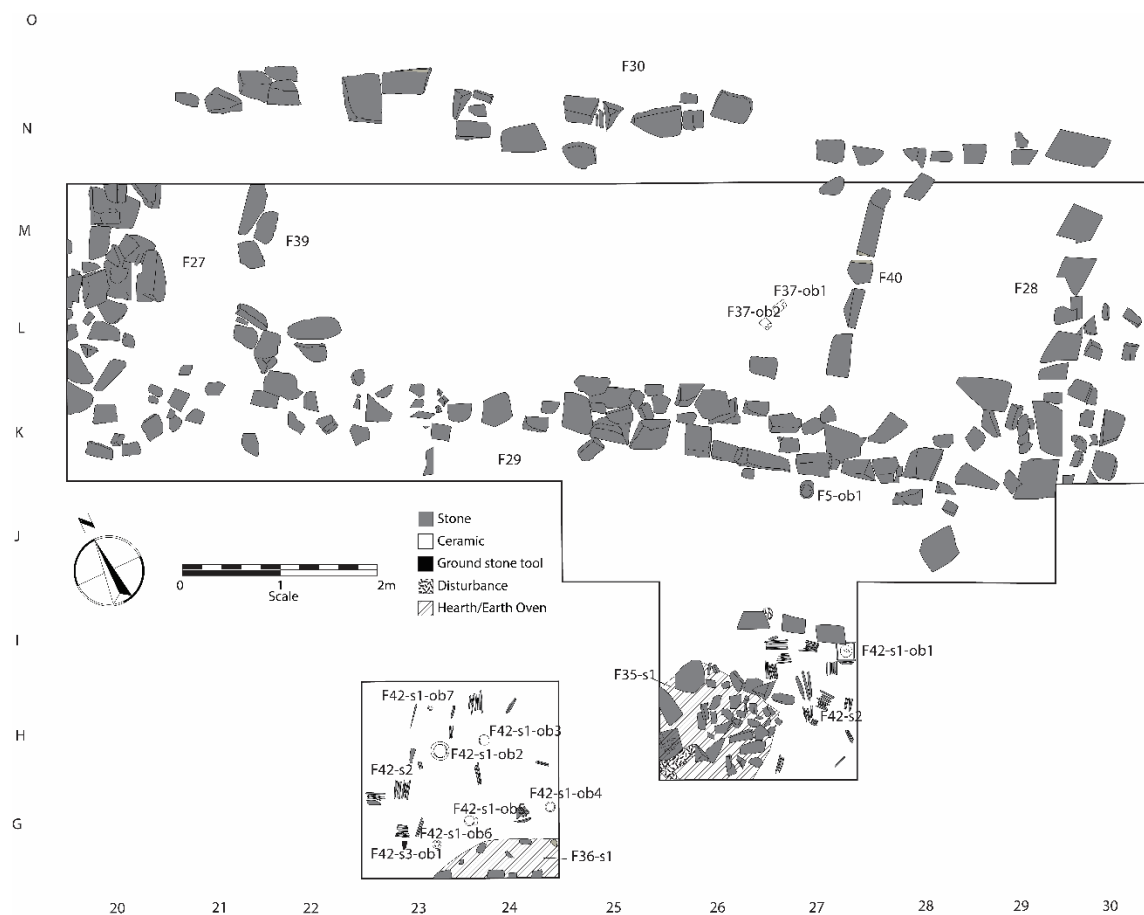 O
F30
N
M
F39
F27
F40
F28
F37-ob1
F37-ob2
L
K
F29
F5-ob1
N
Stone
Ceramic
Ground stone tool
Disturbance
Hearth/Earth Oven
J
0 1 2m
Scale
I
F42-s1-ob1
F35-s1
F42-s1-ob7
F42-s2
F42-s1-ob3
H
F42-s1-ob2
F42-s2
F42-s1-ob4
F42-s1-ob5
G
F42-s1-ob6
F42-s3-ob1
F36-s1
20 21 22 23 24 25 26 27 28 29 30